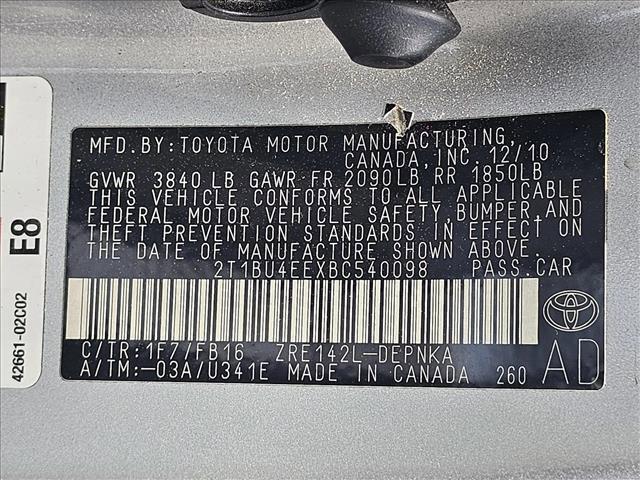 MFD.BY:TOYOTA MOTOR MANUFACTURING,
CANADA, INC. 12/10
GVWR 3840 LB GAWR FR 2090LB RR 1850LB
THIS VEHICLE CONFORMS TO ALL APPLICABLE
FEDERAL MOTOR VEHICLE SAFETY, BUMPER,AND
THEFT PREVENTION STANDARDS IN EFFECT ON
THE DATE OF MANUFACTURE SHOWN ABOVE.
2T1BU4EEXBC540098 PASS.CAR
C/TR:1F7/FB16 ZRE142L-DEPNKA
A/TM:-03A/U341E MADE IN CANADA 260
AD
E8
42661-02C02